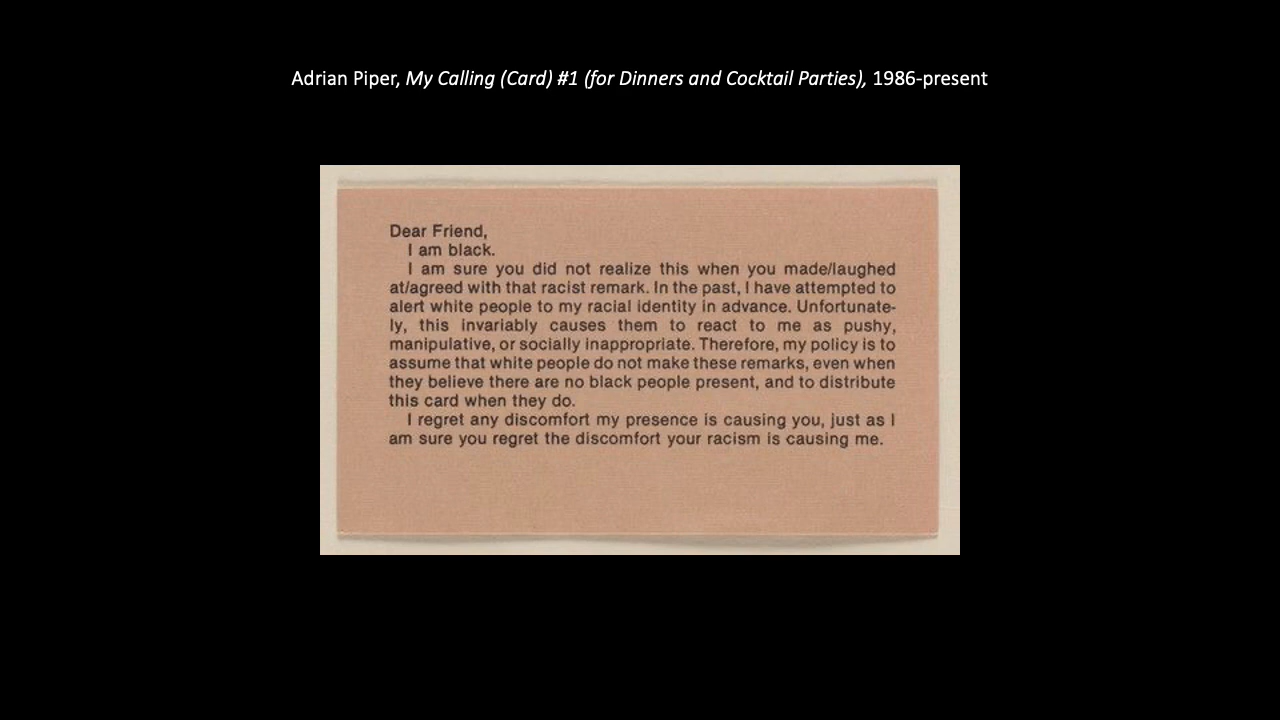 Adrian Piper, My Calling (Card) #1 (for Dinners and Cocktail Parties), 1986-present
Dear Friend,
I am black.
I am sure you did not realize this when you made/laughed
at/agreed with that racist remark. In the past, I have attempted to
alert white people to my racial identity in advance. Unfortunate-
ly, this invariably causes them to react to me as pushy,
manipulative, or socially inappropriate. Therefore, my policy is to
assume that white people do not make these remarks, even when
they believe there are no black people present, and to distribute
this card when they do.
I regret any discomfort my presence is causing you, just as I
am sure you regret the discomfort your racism is causing me.